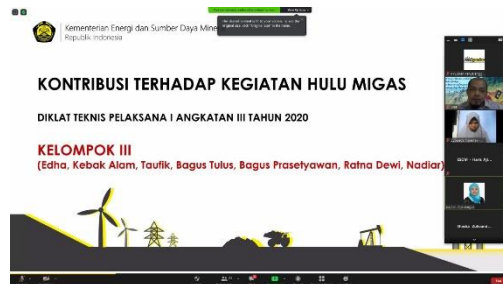 Kementerian Energi dan Sumber Daya Mine
Republik Indonesia
KONTRIBUSI TERHADAP KEGIATAN HULU MIGAS
DIKLAT TEKNIS PELAKSANA I ANGKATAN III TAHUN 2020
KELOMPOK III
(Edha, Kebak Alam, Taufik, Bagus Tulus, Bagus Prasetyawan, Ratna Dewi, Nadiar)